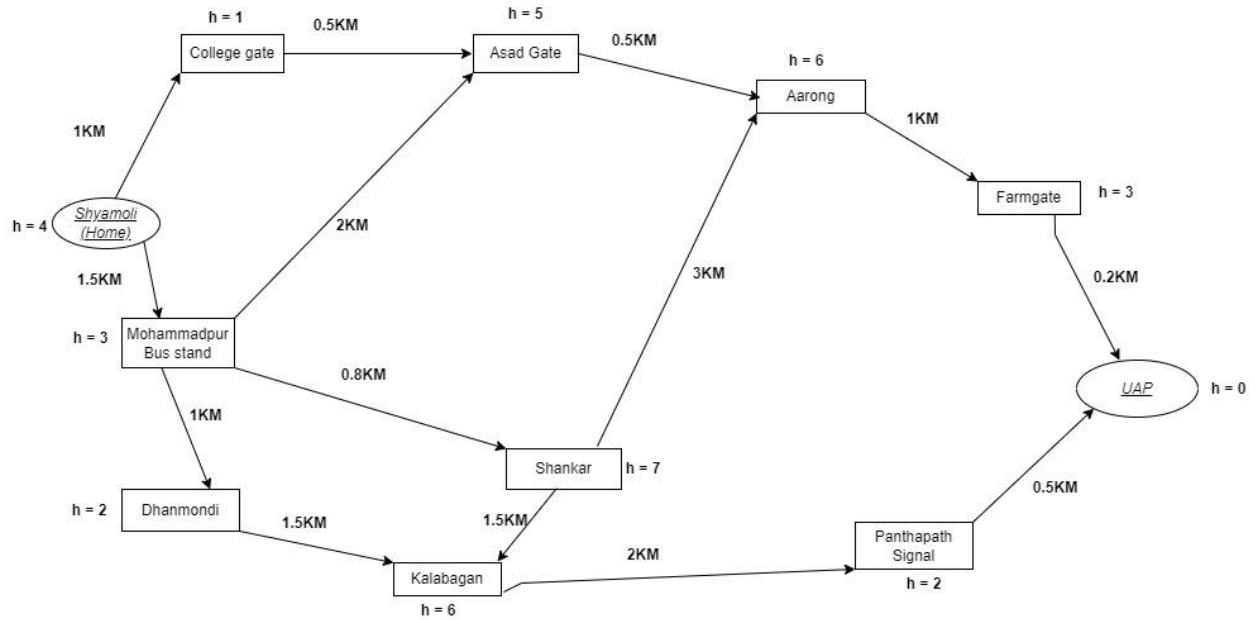 h = 1
0.5KM
h = 5
College gate
Asad Gate
0.5KM
h = 6
Aarong
1KM
1KM
Farmgate
h = 3
h = 4
Shyamoli
(Home)
2KM
1.5KM
3KM
0.2KM
h = 3
Mohammadpur
Bus stand
0.8KM
UAP
h = 0
1KM
Shankar
h = 7
0.5KM
h = 2
Dhanmondi
1.5KM
1.5KM
Panthapath
Signal
2KM
Kalabagan
h = 2
h = 6